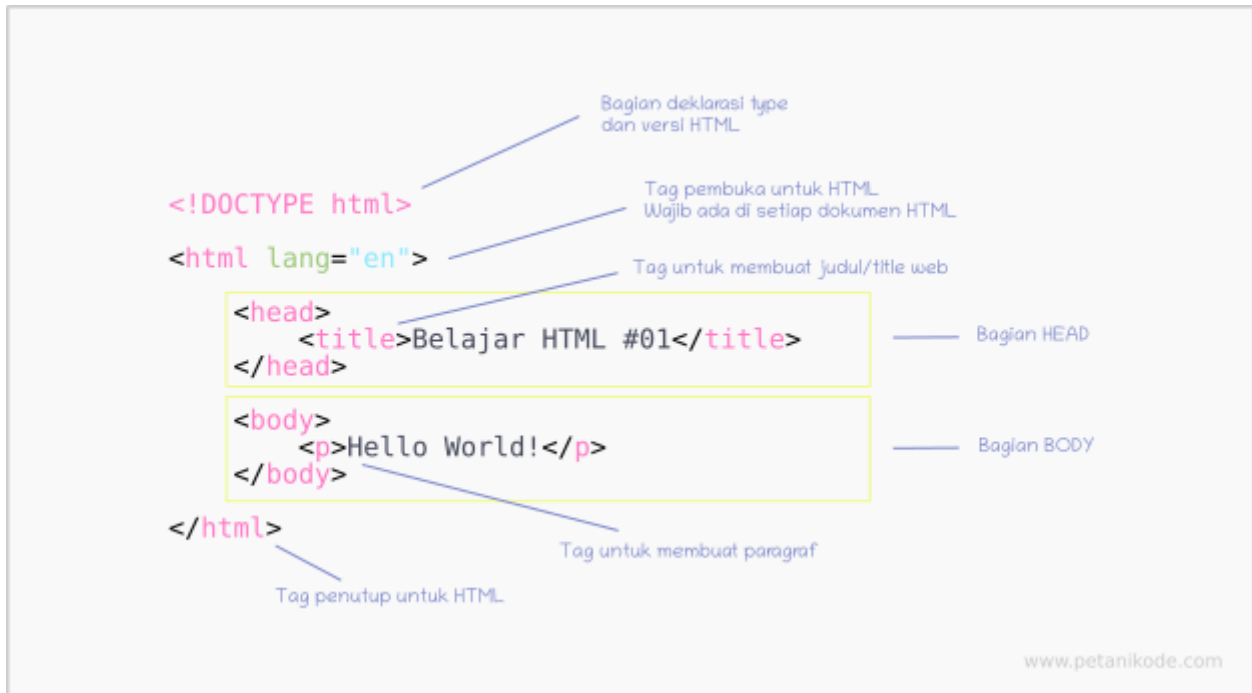 Bagian deklarasi type
dan versi HTML
<!DOCTYPE html>
Tag pembuka untuk HTML
Wajib ada di setiap dokumen HTML
<html lang="en">
Tag untuk membuat judul/title web
<head>
<title>Belajar HTML #01</title>
</head>
Bagian HEAD
<body>
<p>Hello World!</p>
</body>
Bagian BODY
</html>
Tag untuk membuat paragraf
Tag penutup untuk HTML
www.petanikode.com